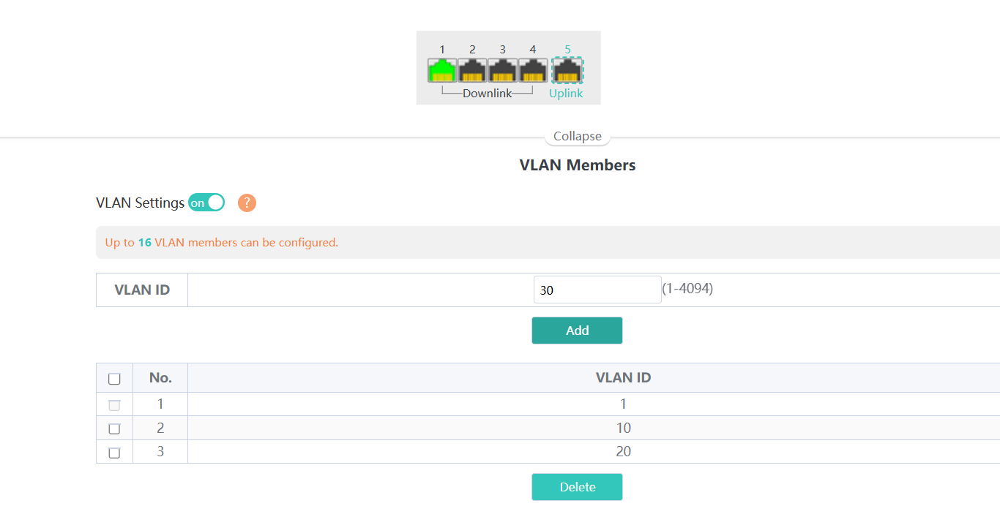 1 2 3 4 5
Downlink Uplink
Collapse
VLAN Members
VLAN Settings on ?
Up to 16 VLAN members can be configured.
VLAN ID 30 (1-4094)
Add
No. VLAN ID
1 1
2 10
3 20
Delete